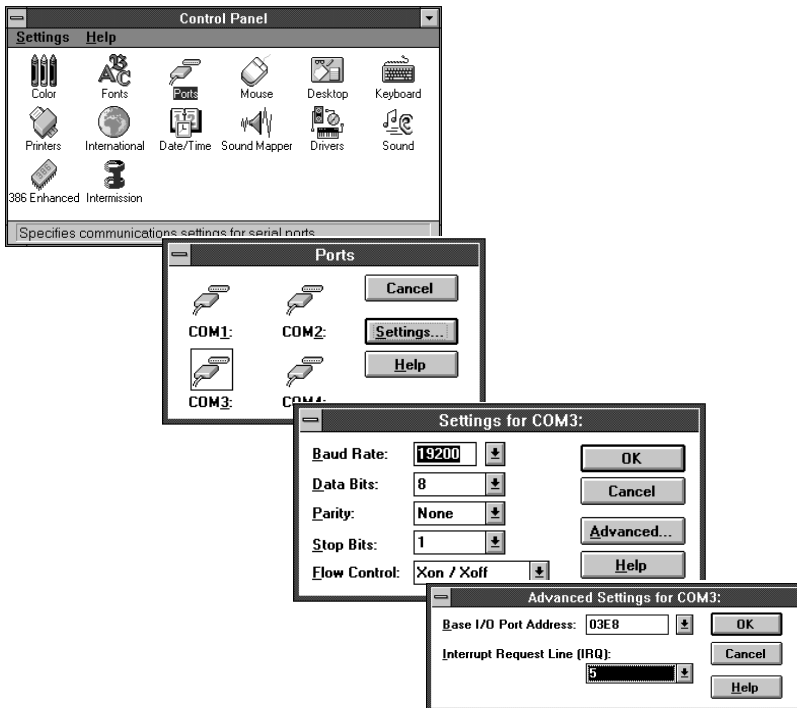 Control Panel
Settings Help
Color Fonts Ports Mouse Desktop Keyboard
Printers International Date/Time Sound Mapper Drivers Sound
386 Enhanced Intermission
Specifies communications settings for serial ports
Ports
Cancel
COM1: COM2: Settings...
Help
COM3: COM4:
Settings for COM3:
Baud Rate: 19200 OK
Data Bits: 8 Cancel
Parity: None
Advanced...
Stop Bits: 1
Help
Flow Control: Xon / Xoff
Advanced Settings for COM3:
Base I/O Port Address: 03E8 OK
Interrupt Request Line (IRQ): Cancel
5
Help